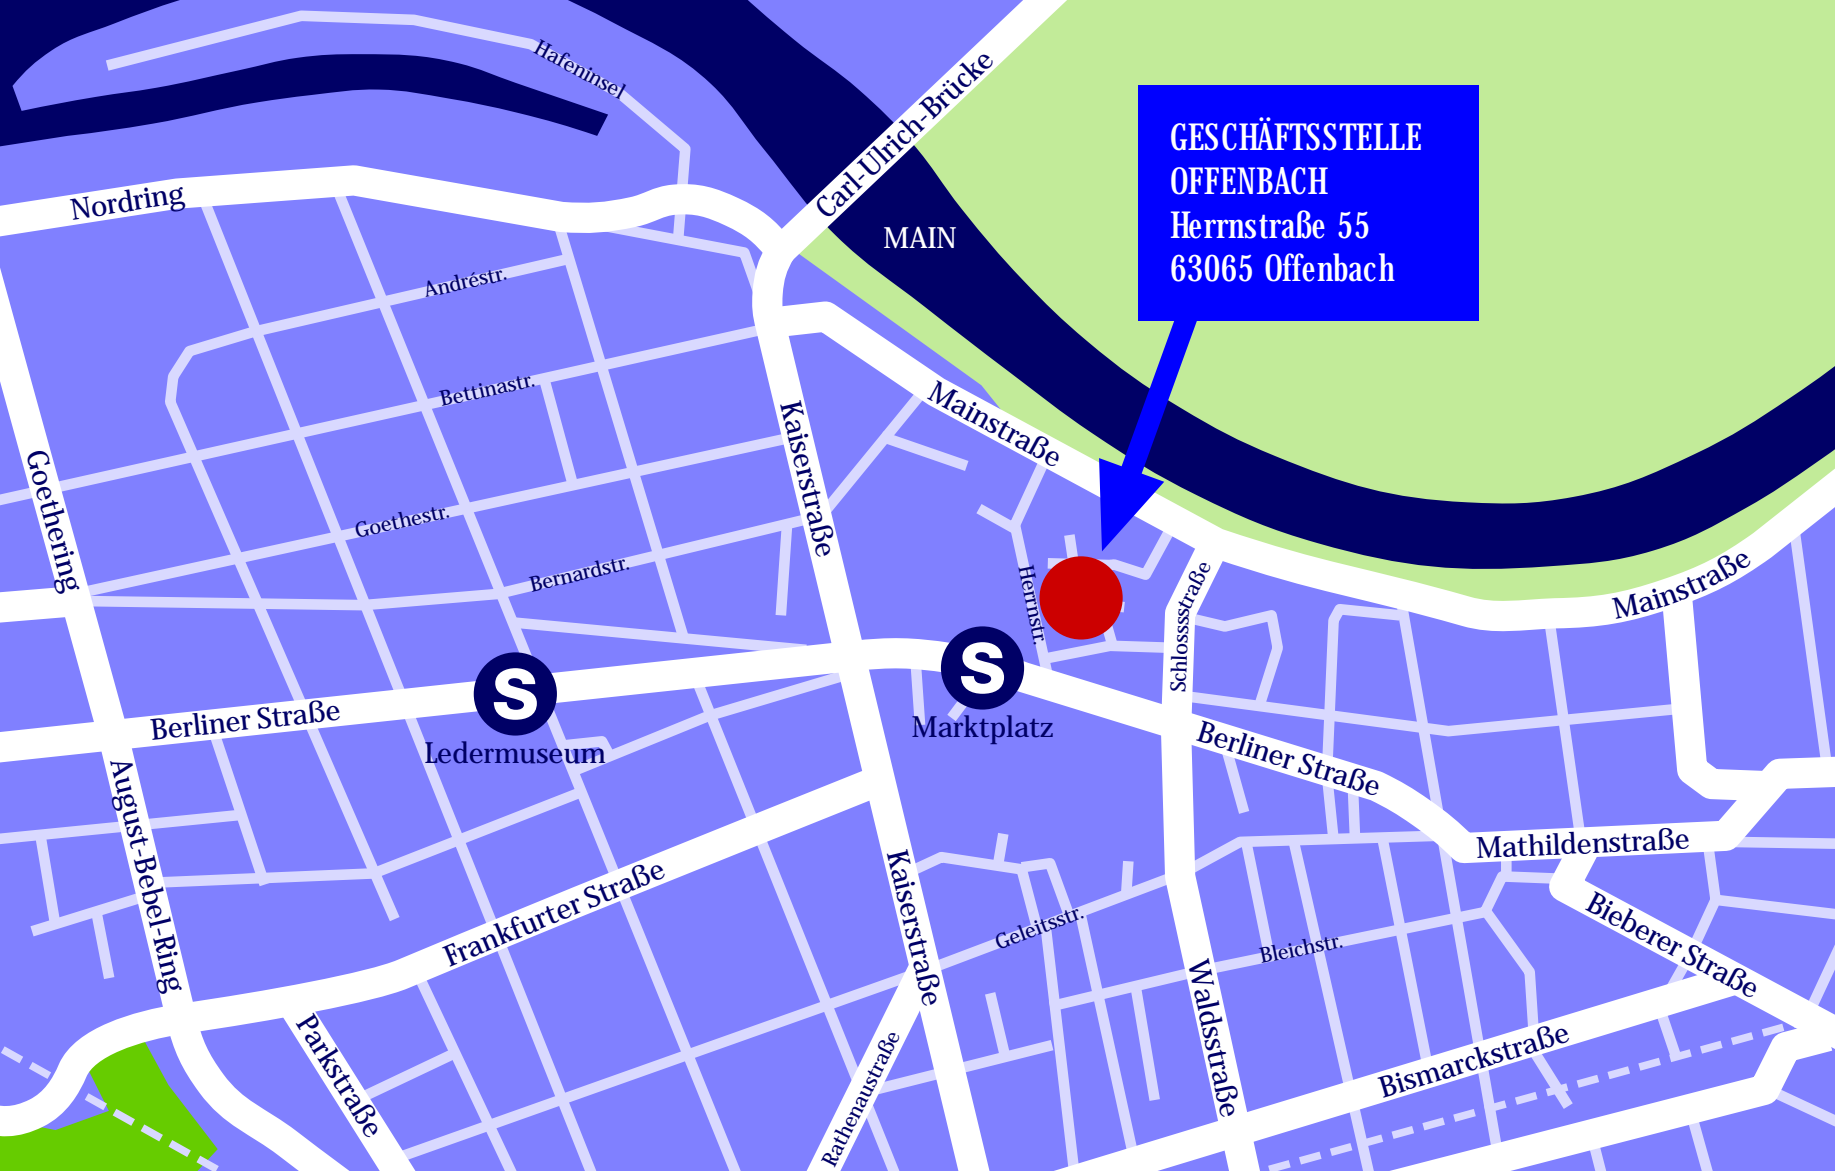 Hafeninsel
Carl-Ulrich-Brücke
GESCHÄFTSSTELLE
OFFENBACH
Herrnstraße 55
63065 Offenbach
Nordring
MAIN
Andréstr.
Bettinastr.
Mainstraße
Kaiserstraße
Goethering
Goethestr.
Bernardstr.
Herrnstr.
Schlosssstraße
Mainstraße
S
S
Berliner Straße
Ledermuseum
Marktplatz
Berliner Straße
August-Bebel-Ring
Mathildenstraße
Frankfurter Straße
Kaiserstraße
Geleitsstr.
Bleichstr.
Bieberer Straße
Waldsstraße
Parkstraße
Rathenaustraße
Bismarckstraße